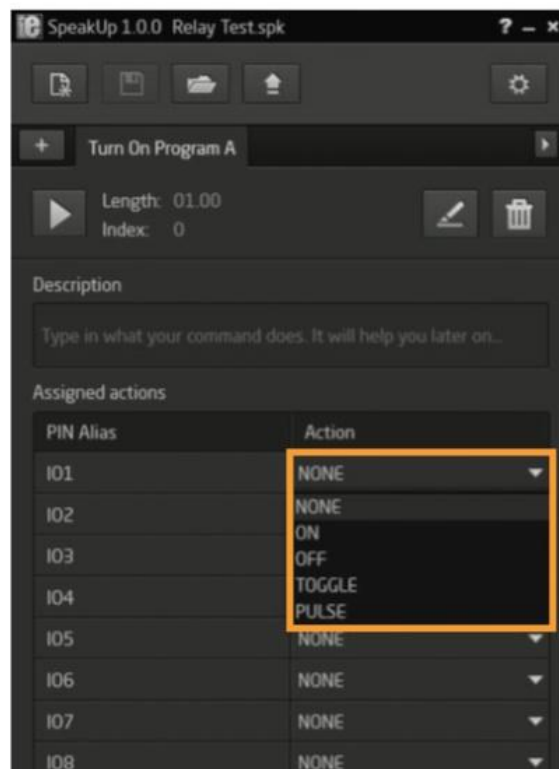 SpeakUp 1.0.0 Relay Test.spk ? – ×
+ Turn On Program A
Length: 01.00
Index: 0
Description
Type in what your command does. It will help you later on...
Assigned actions
PIN Alias Action
IO1 NONE
IO2 NONE
IO3 ON
OFF
IO4 TOGGLE
PULSE
IO5 NONE
IO6 NONE
IO7 NONE
IO8 NONE